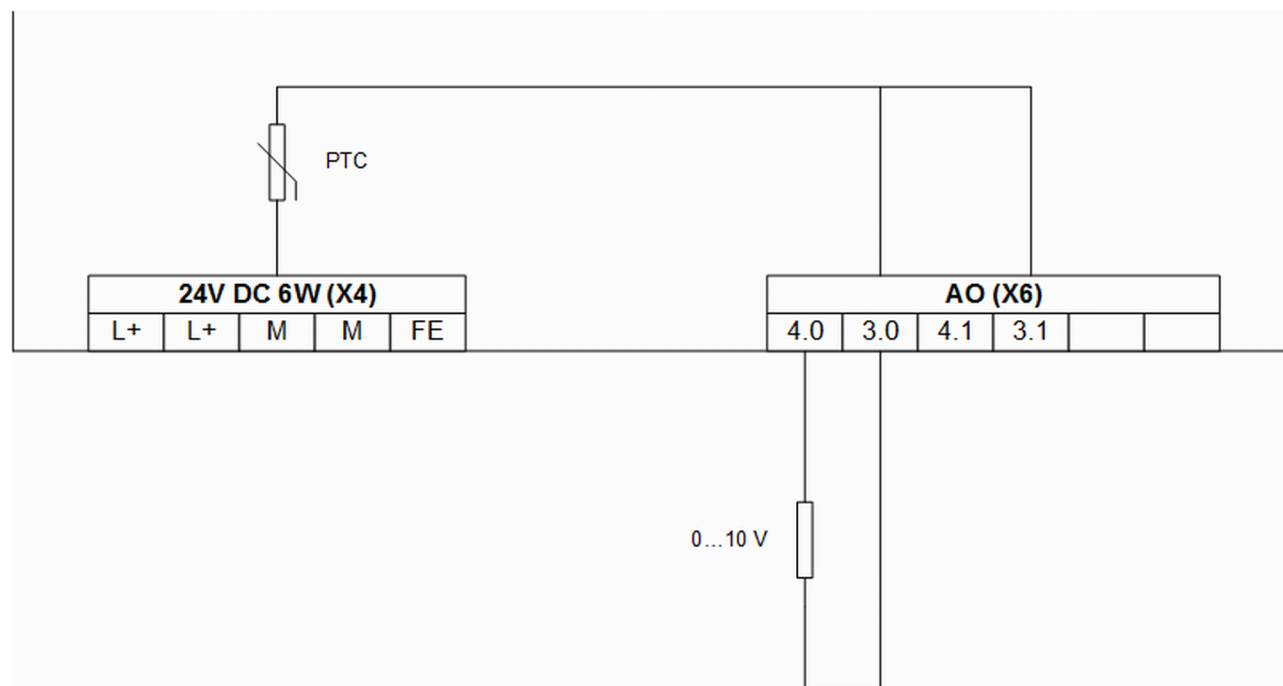 PTC
24V DC 6W (X4)
L+ L+ M M FE
AO (X6)
4.0 3.0 4.1 3.1
0...10 V